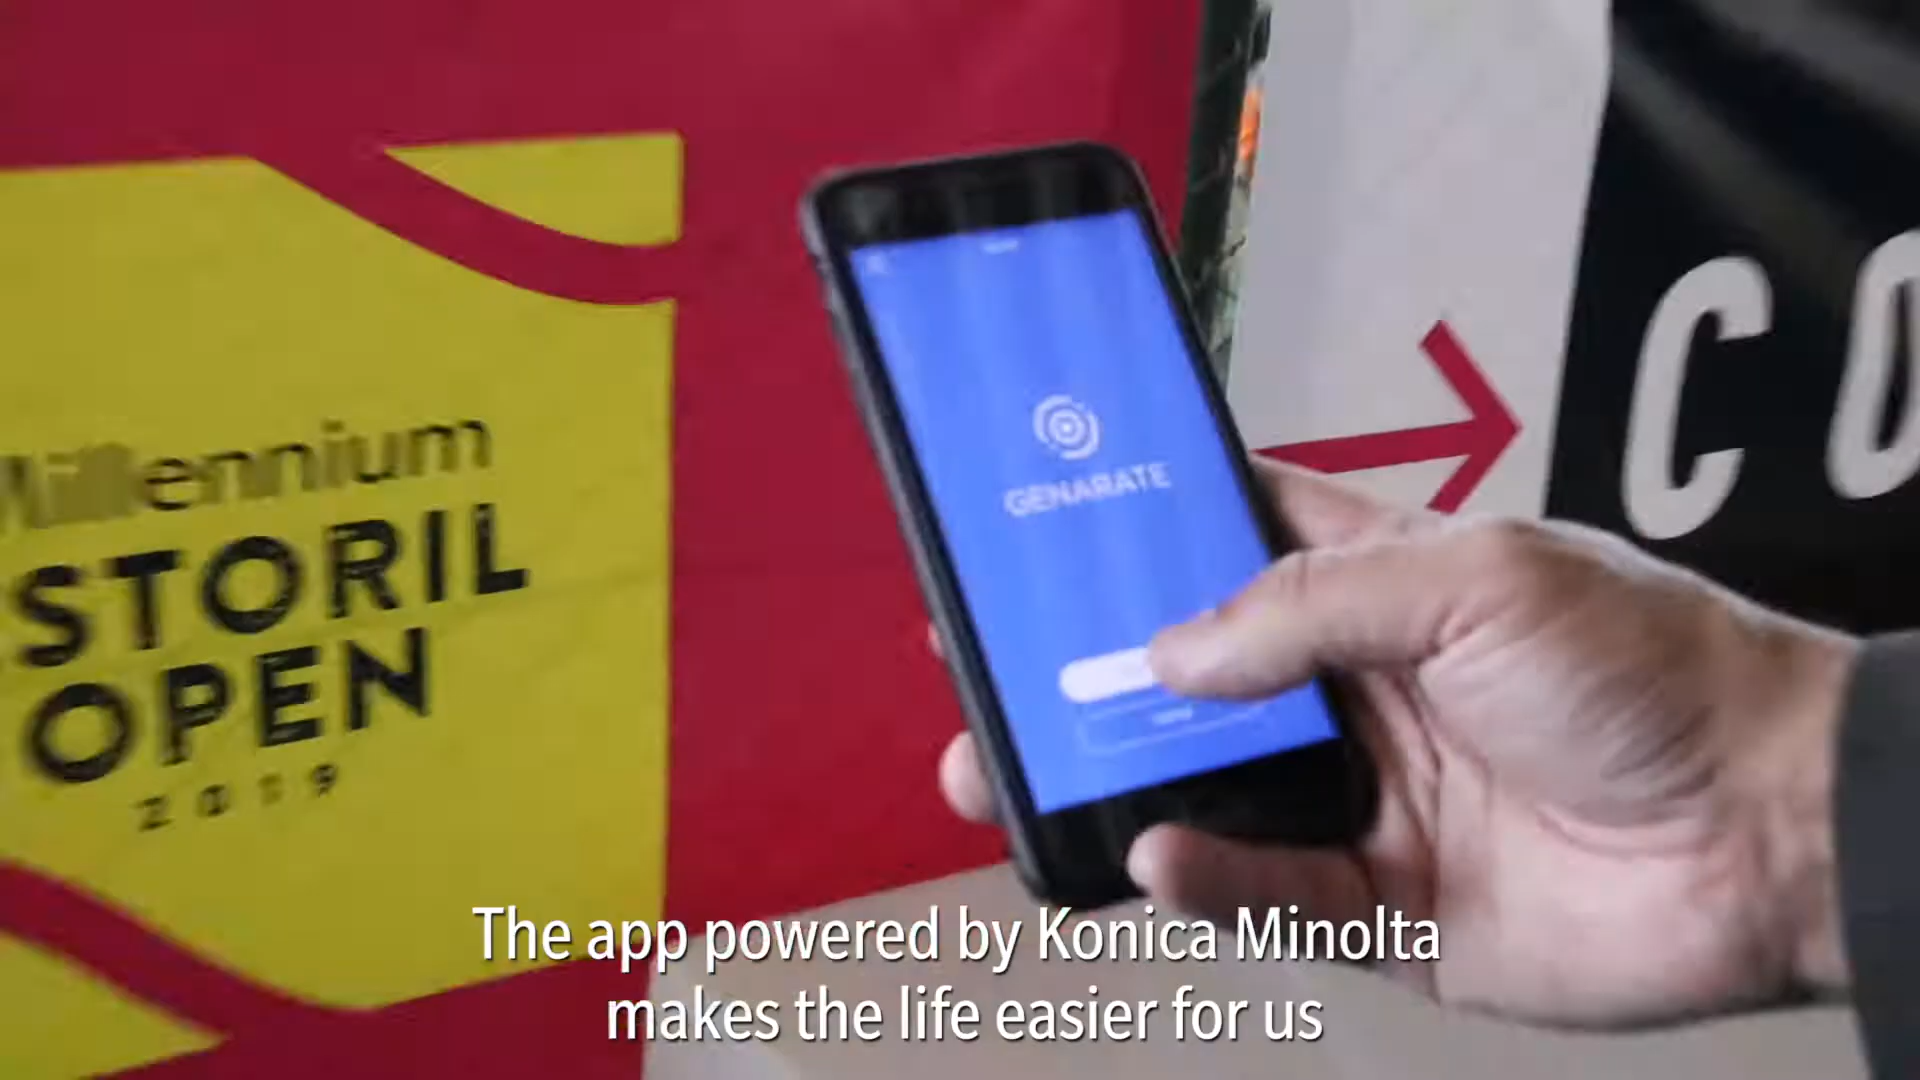 Millennium
STORIL
OPEN
2019
GENARATE
CO
The app powered by Konica Minolta
makes the life easier for us